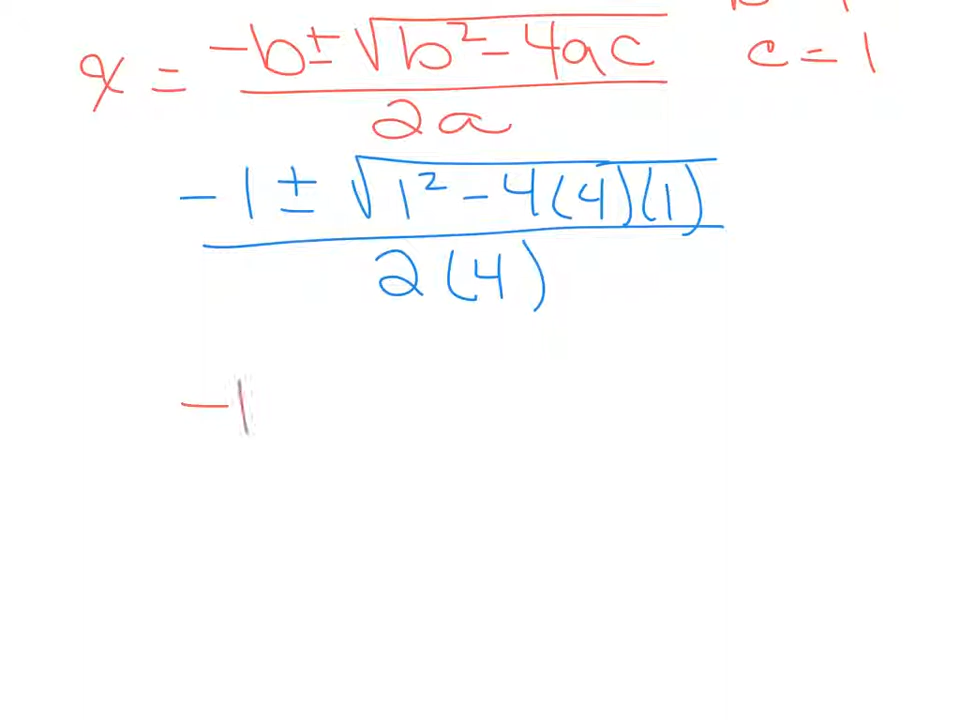 x = (-b ± √(b² - 4ac)) / 2a
c = 1
(-1 ± √(1² - 4(4)(1))) / 2(4)
-1